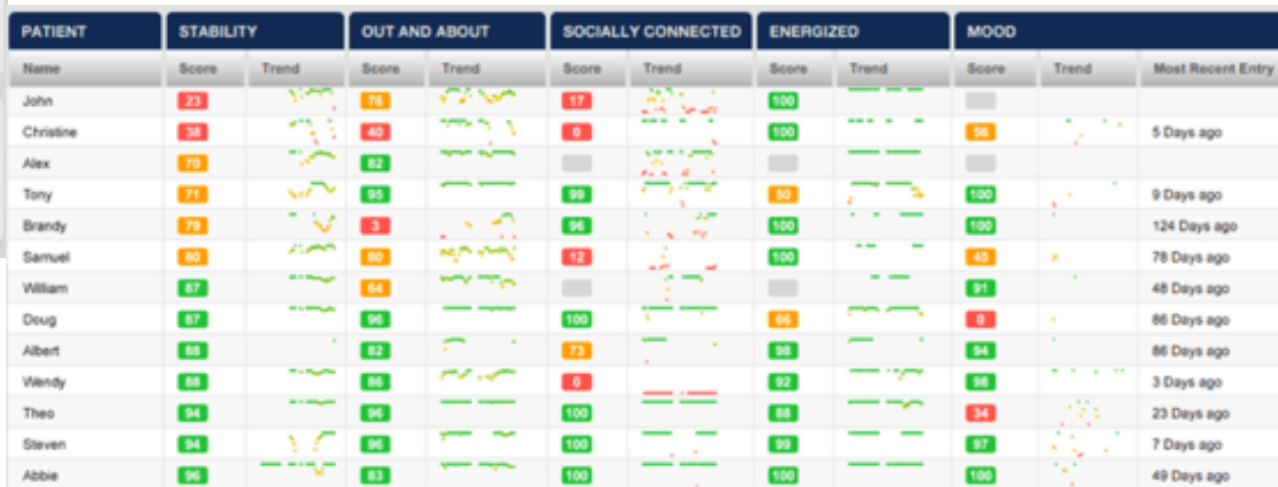 PATIENT STABILITY OUT AND ABOUT SOCIALLY CONNECTED ENERGIZED MOOD
Name Score Trend Score Trend Score Trend Score Trend Score Trend Most Recent Entry
John 23 76 17 100
Christine 38 40 0 100 56 5 Days ago
Alex 70 82
Tony 71 95 99 50 100 9 Days ago
Brandy 79 3 96 100 100 124 Days ago
Samuel 80 80 12 100 45 78 Days ago
William 87 64 91 48 Days ago
Doug 87 96 100 66 0 86 Days ago
Albert 88 82 73 98 94 86 Days ago
Wendy 88 86 0 92 98 3 Days ago
Theo 94 96 100 88 34 23 Days ago
Steven 94 96 100 99 97 7 Days ago
Abbie 96 83 100 100 100 49 Days ago